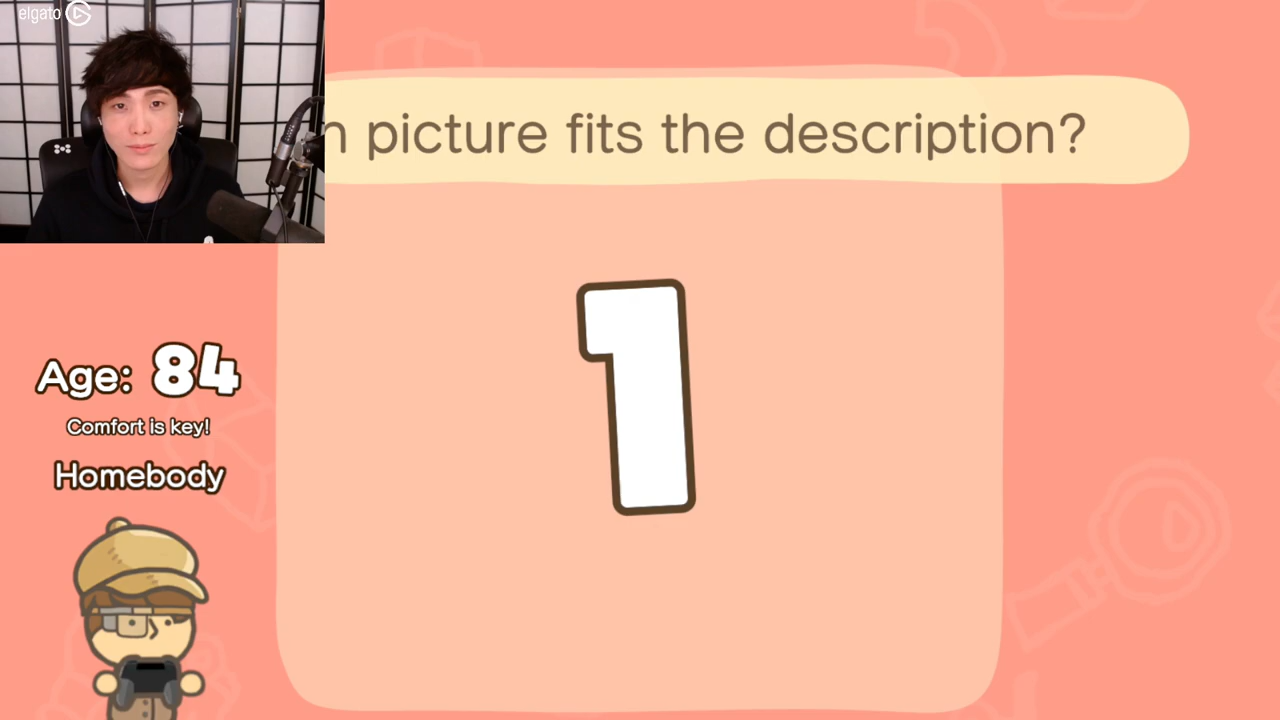 elgato
picture fits the description?
1
Age: 84
Comfort is key!
Homebody